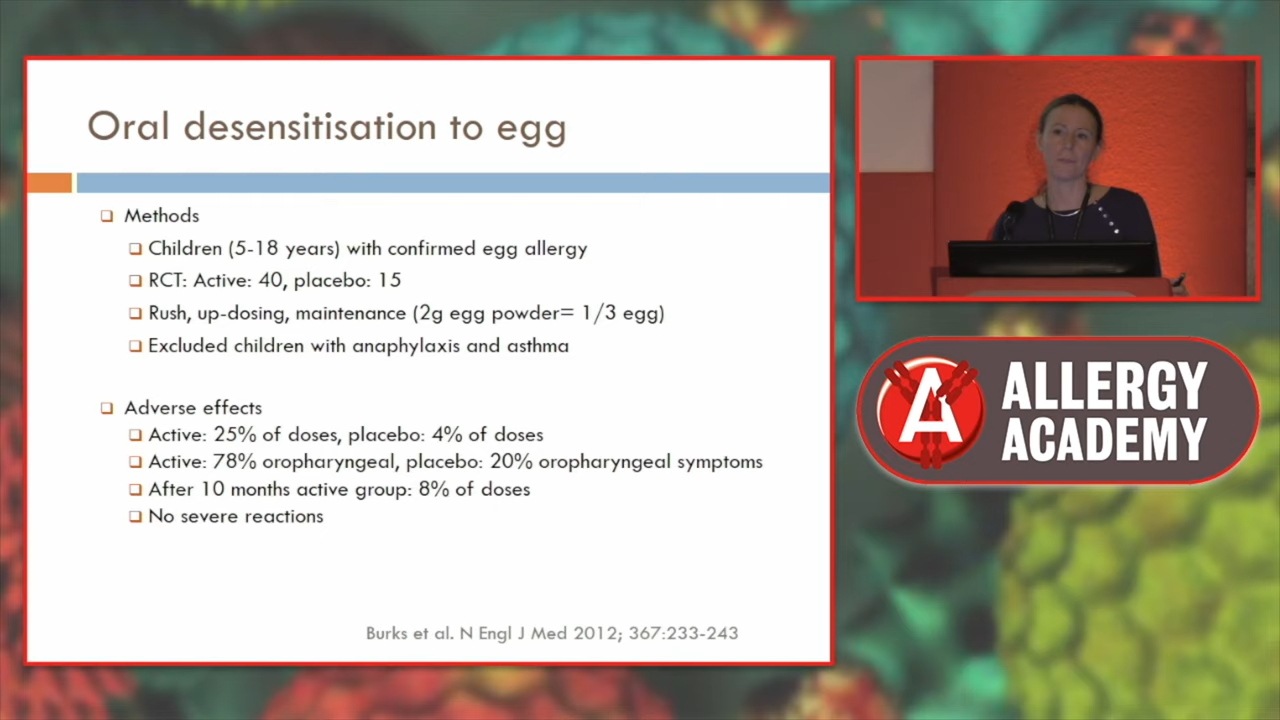 Oral desensitisation to egg
Methods
Children (5-18 years) with confirmed egg allergy
RCT: Active: 40, placebo: 15
Rush, up-dosing, maintenance (2g egg powder= 1/3 egg)
Excluded children with anaphylaxis and asthma
Adverse effects
Active: 25% of doses, placebo: 4% of doses
Active: 78% oropharyngeal, placebo: 20% oropharyngeal symptoms
After 10 months active group: 8% of doses
No severe reactions
Burks et al. N Engl J Med 2012; 367:233-243
A
ALLERGY
ACADEMY